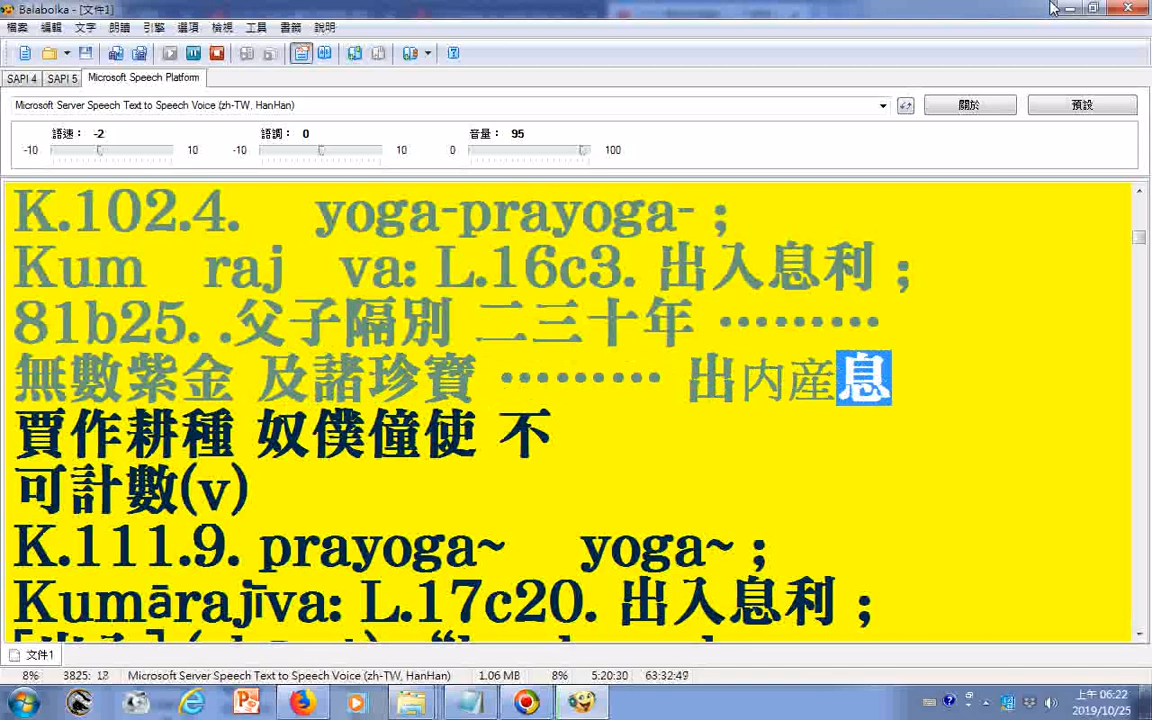 Balabolka - [文件1]
檔案 編輯 文字 朗讀 引擎 選項 檢視 工具 書籤 說明
SAPI 4 SAPI 5 Microsoft Speech Platform
Microsoft Server Speech Text to Speech Voice (zh-TW, HanHan) 關於 預設
語速： -2 語調： 0 音量： 95
-10 10 -10 10 0 100
K.102.4. yoga-prayoga- ;
Kum raj va: L.16c3. 出入息利 ;
81b25. .父子隔別 二三十年 ………
無數紫金 及諸珍寶 ……… 出内産息
賈作耕種 奴僕僮使 不
可計數(v)
K.111.9. prayoga~ yoga~ ;
Kumārajīva: L.17c20. 出入息利 ;
文件1
8% 3825: 18 Microsoft Server Speech Text to Speech Voice (zh-TW, HanHan) 1.06 MB 8% 5:20:30 63:32:49
上午 06:22
2019/10/25